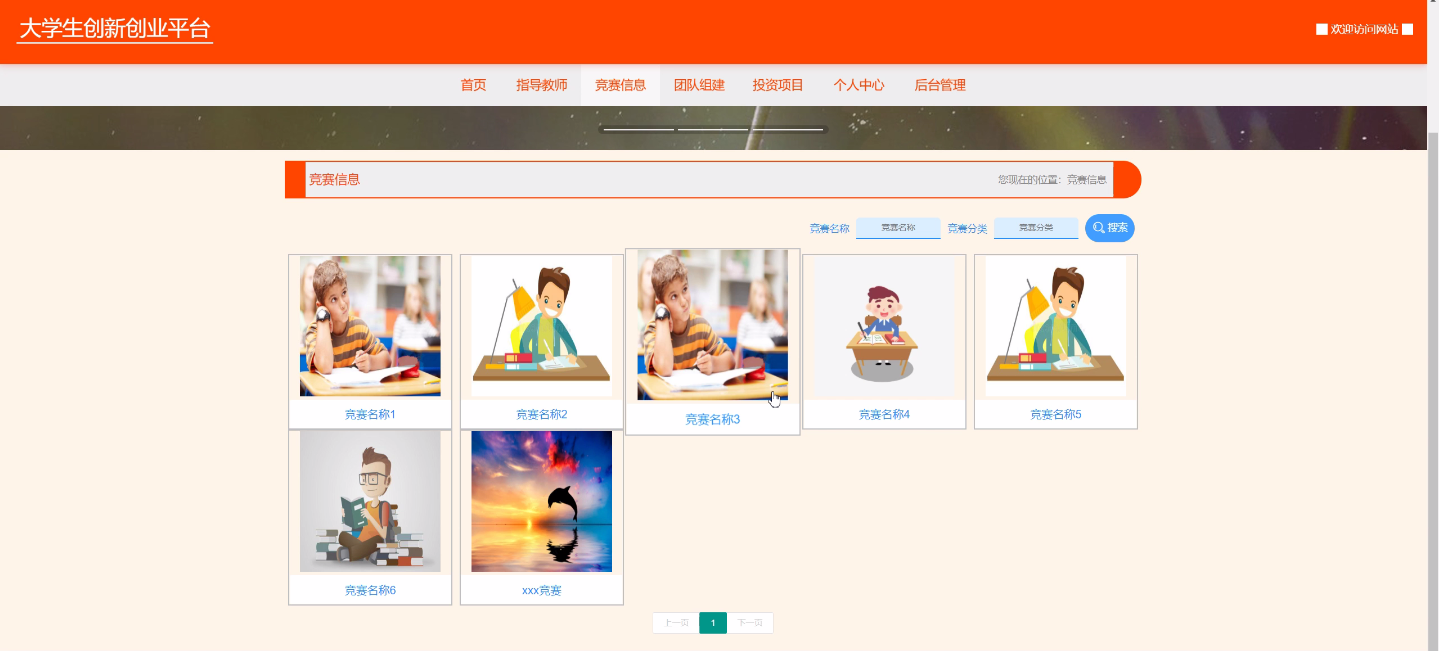 大学生创新创业平台
欢迎访问网站
首页 指导教师 竞赛信息 团队组建 投资项目 个人中心 后台管理
竞赛信息 您现在的位置：竞赛信息
竞赛名称 竞赛名称 竞赛分类 竞赛分类 搜索
竞赛名称1 竞赛名称2 竞赛名称3 竞赛名称4 竞赛名称5
竞赛名称6 xxx竞赛
上一页 1 下一页